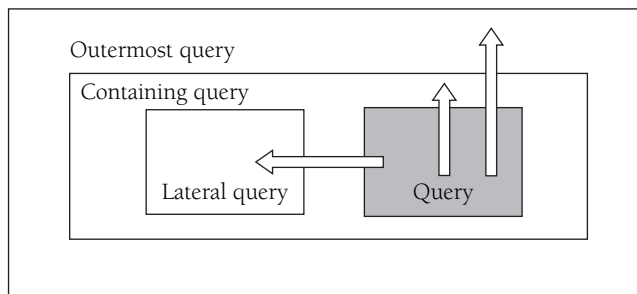 Outermost query
Containing query
Lateral query
Query